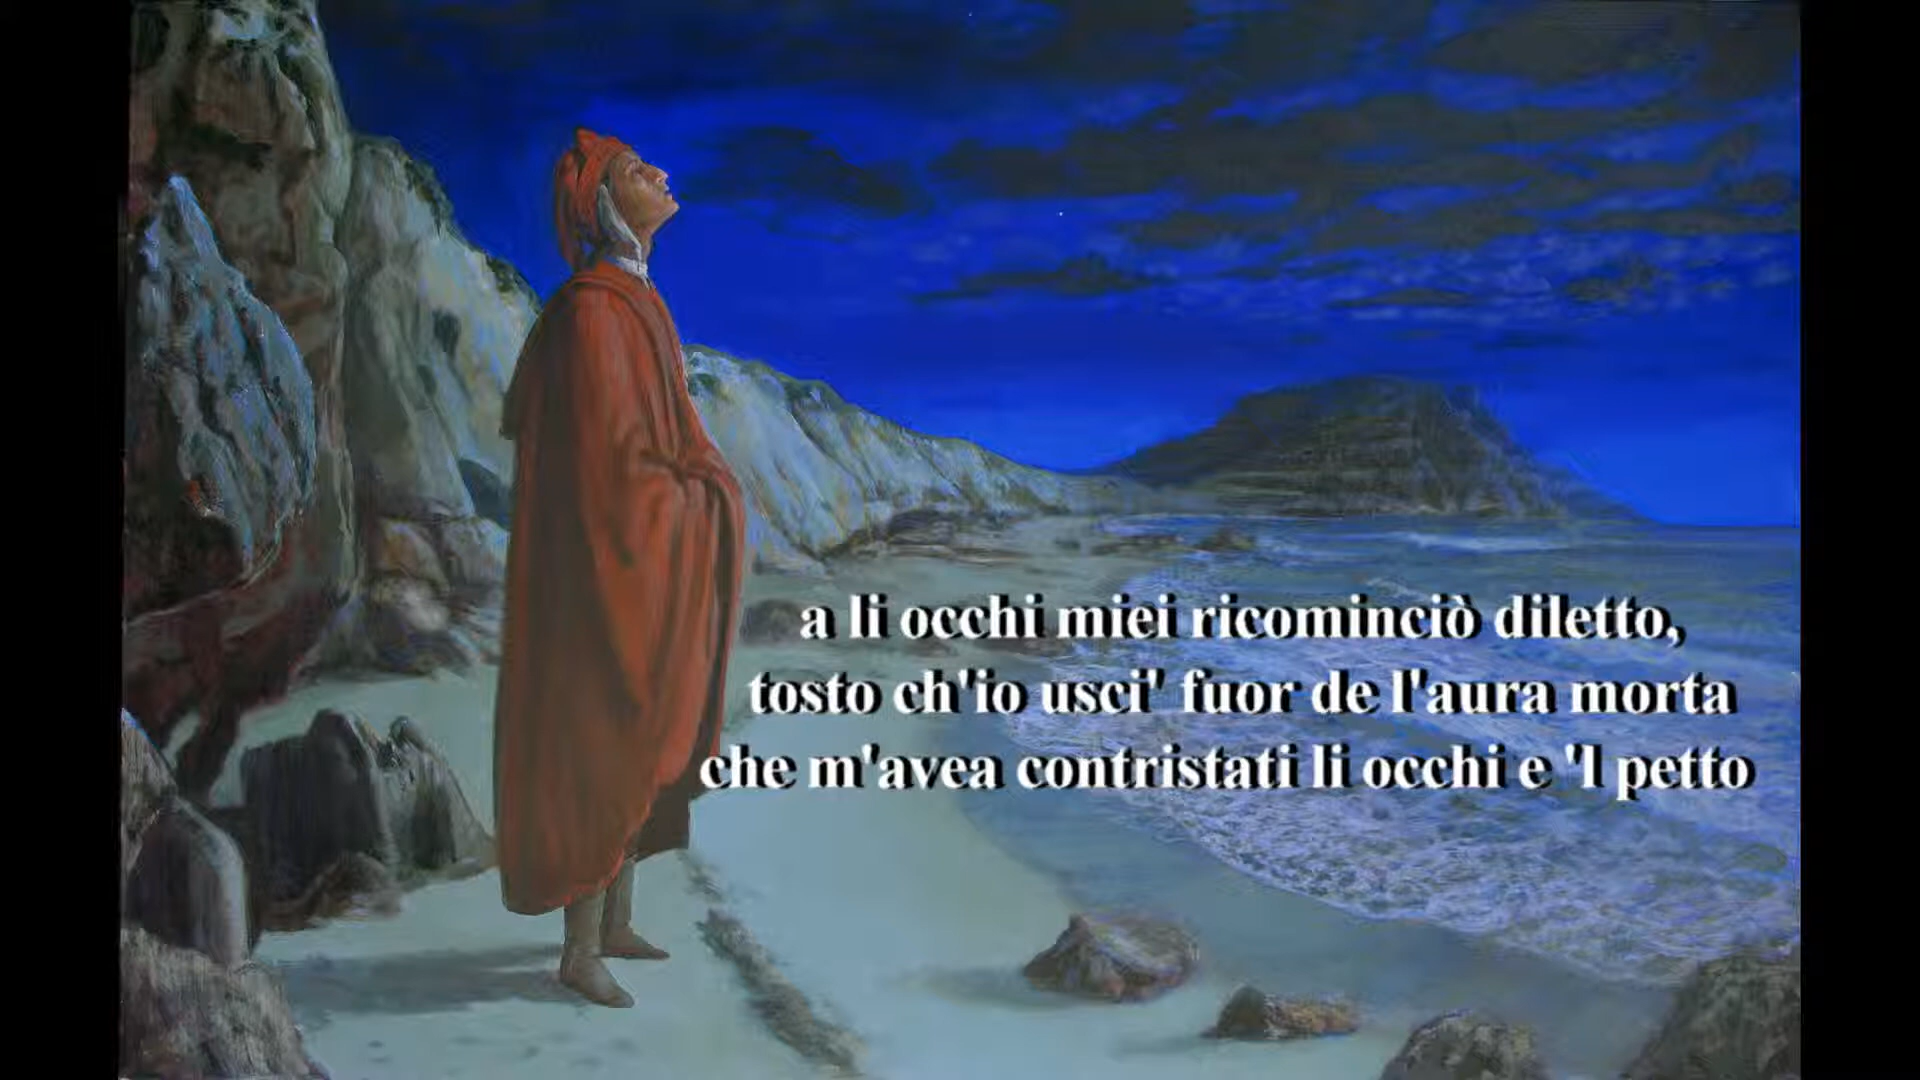 a li occhi miei ricominciò diletto,
tosto ch'io usci' fuor de l'aura morta
che m'avea contristati li occhi e 'l petto